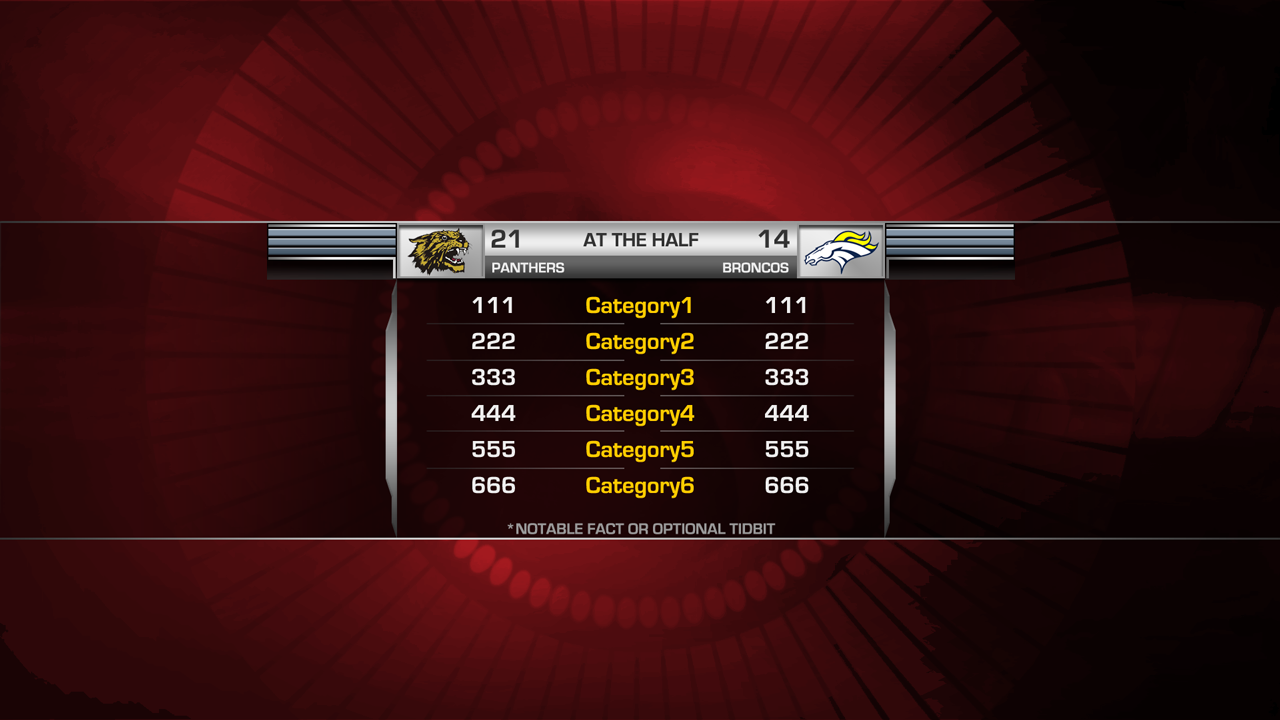 21 AT THE HALF 14
PANTHERS BRONCOS
111 Category1 111
222 Category2 222
333 Category3 333
444 Category4 444
555 Category5 555
666 Category6 666
*NOTABLE FACT OR OPTIONAL TIDBIT